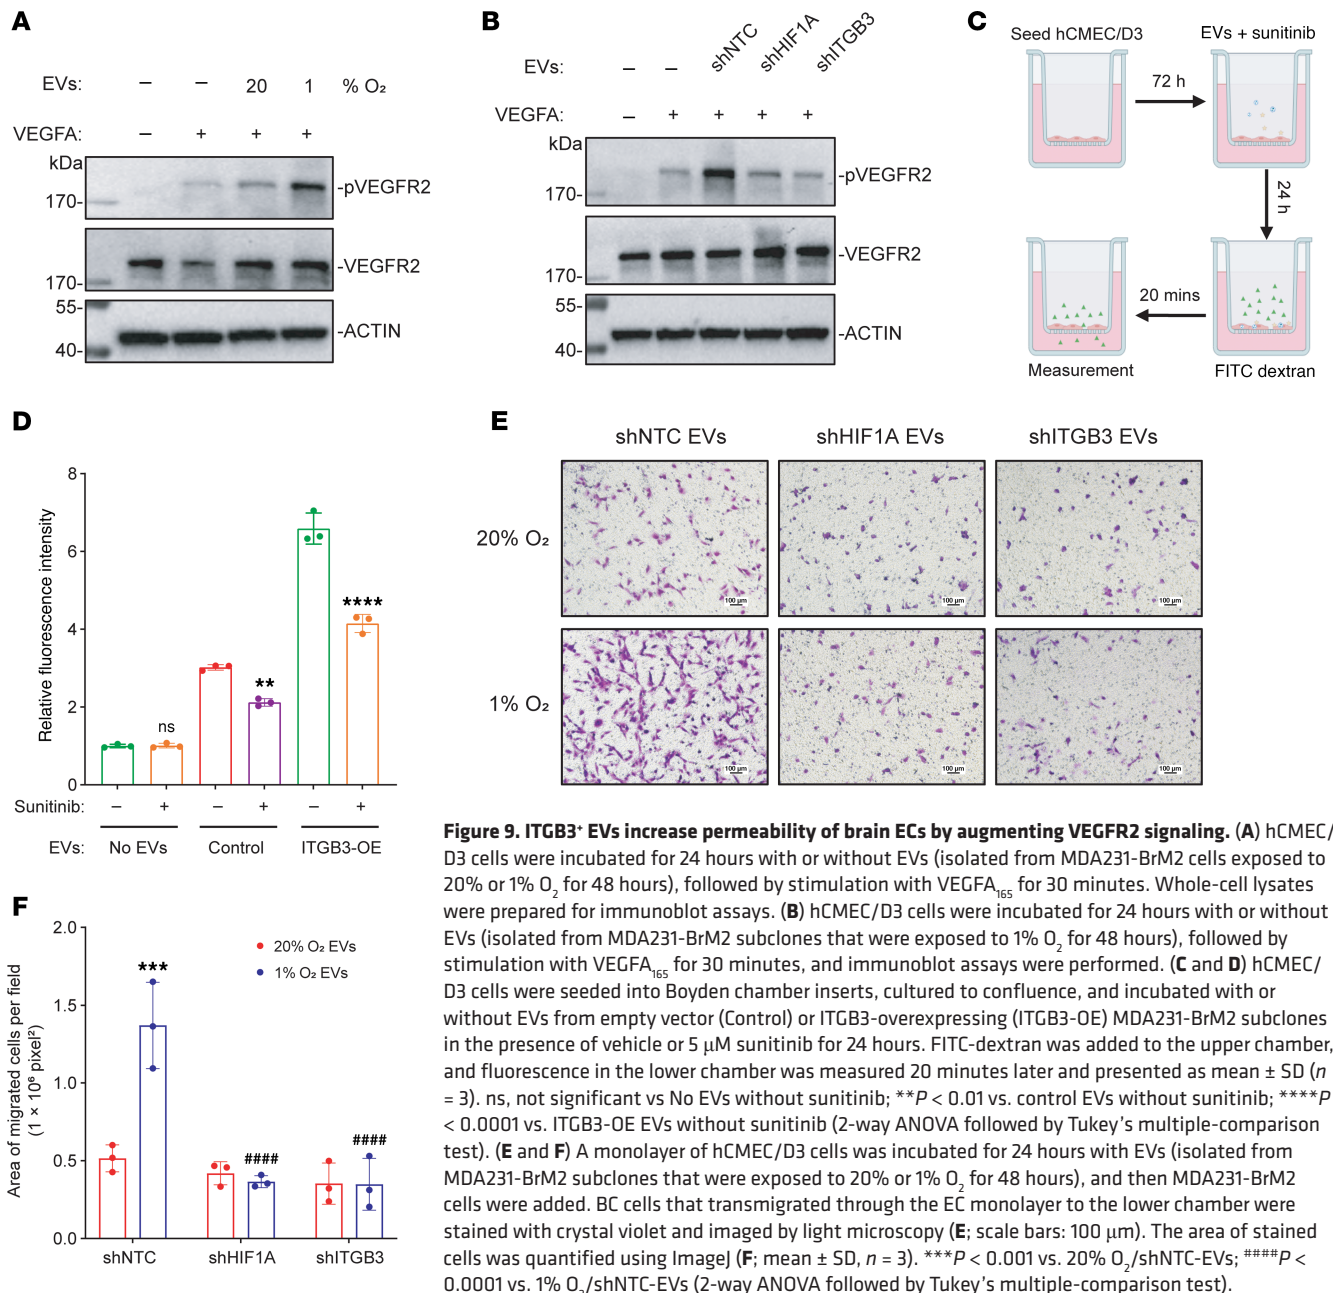 A
EVs: – – 20 1 % O₂
VEGFA: – + + +
kDa
170-
-pVEGFR2
170-
-VEGFR2
55-
40-
-ACTIN
B
EVs: – – shNTC shHIF1A shITGB3
VEGFA: – + + + +
kDa
170-
-pVEGFR2
170-
-VEGFR2
55-
40-
-ACTIN
C
Seed hCMEC/D3
EVs + sunitinib
72 h
24 h
20 mins
Measurement
FITC dextran
D
Relative fluorescence intensity
8
6
4
2
0
ns
**
****
Sunitinib: – + – + – +
EVs: No EVs Control ITGB3-OE
E
shNTC EVs shHIF1A EVs shITGB3 EVs
20% O₂
100 µm
100 µm
100 µm
1% O₂
100 µm
100 µm
100 µm
F
Area of migrated cells per field
(1 × 10⁶ pixel²)
2.0
1.5
1.0
0.5
0.0
20% O₂ EVs
1% O₂ EVs
***
####
####
shNTC shHIF1A shITGB3
Figure 9. ITGB3⁺ EVs increase permeability of brain ECs by augmenting VEGFR2 signaling. (A) hCMEC/
D3 cells were incubated for 24 hours with or without EVs (isolated from MDA231-BrM2 cells exposed to
20% or 1% O₂ for 48 hours), followed by stimulation with VEGFA₁₆₅ for 30 minutes. Whole-cell lysates
were prepared for immunoblot assays. (B) hCMEC/D3 cells were incubated for 24 hours with or without
EVs (isolated from MDA231-BrM2 subclones that were exposed to 1% O₂ for 48 hours), followed by
stimulation with VEGFA₁₆₅ for 30 minutes, and immunoblot assays were performed. (C and D) hCMEC/
D3 cells were seeded into Boyden chamber inserts, cultured to confluence, and incubated with or
without EVs from empty vector (Control) or ITGB3-overexpressing (ITGB3-OE) MDA231-BrM2 subclones
in the presence of vehicle or 5 µM sunitinib for 24 hours. FITC-dextran was added to the upper chamber,
and fluorescence in the lower chamber was measured 20 minutes later and presented as mean ± SD (n
= 3). ns, not significant vs No EVs without sunitinib; **P < 0.01 vs. control EVs without sunitinib; ****P
< 0.0001 vs. ITGB3-OE EVs without sunitinib (2-way ANOVA followed by Tukey's multiple-comparison
test). (E and F) A monolayer of hCMEC/D3 cells was incubated for 24 hours with EVs (isolated from
MDA231-BrM2 subclones that were exposed to 20% or 1% O₂ for 48 hours), and then MDA231-BrM2
cells were added. BC cells that transmigrated through the EC monolayer to the lower chamber were
stained with crystal violet and imaged by light microscopy (E; scale bars: 100 µm). The area of stained
cells was quantified using ImageJ (F; mean ± SD, n = 3). ***P < 0.001 vs. 20% O₂/shNTC-EVs; ####P <
0.0001 vs. 1% O₂/shNTC-EVs (2-way ANOVA followed by Tukey's multiple-comparison test).